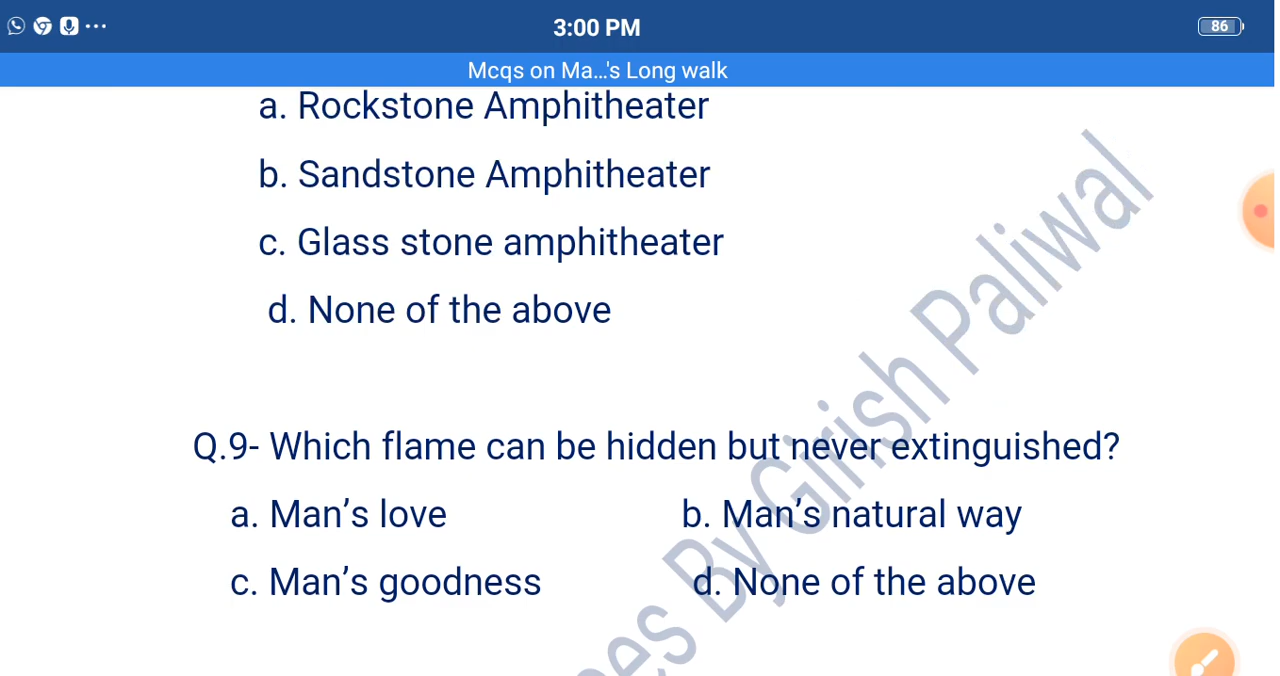 3:00 PM
86
Mcqs on Ma...'s Long walk
a. Rockstone Amphitheater
b. Sandstone Amphitheater
c. Glass stone amphitheater
d. None of the above
Q.9- Which flame can be hidden but never extinguished?
a. Man’s love b. Man’s natural way
c. Man’s goodness d. None of the above
By Girish Paliwal